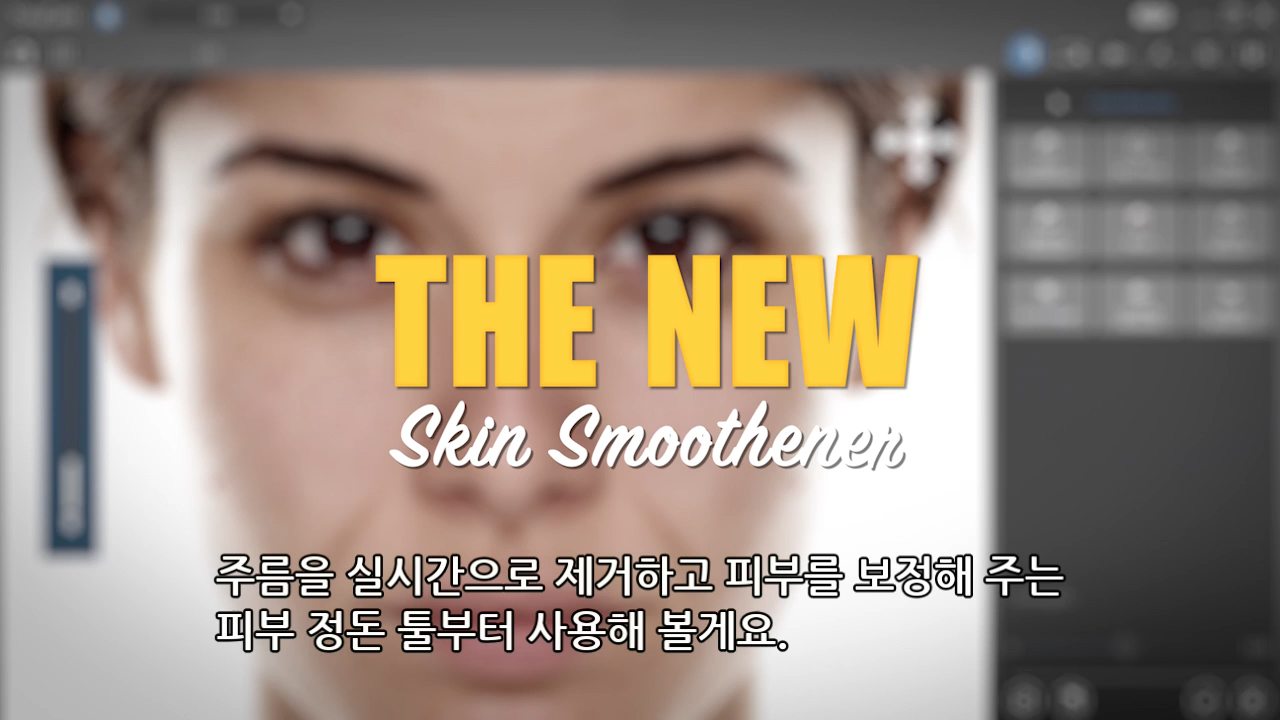 THE NEW
Skin Smoothener
주름을 실시간으로 제거하고 피부를 보정해 주는
피부 정돈 툴부터 사용해 볼게요.